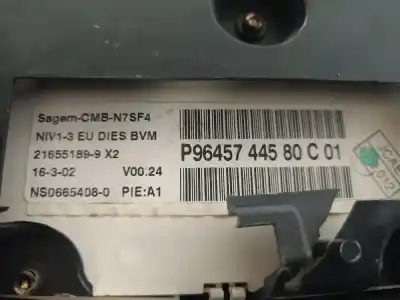 Sagem-CMB-N7SF4
NIV1-3 EU DIES BVM
21655189-9 X2
16-3-02 V00.24
NS0665408-0 PIE:A1
P96457 445 80 C 01